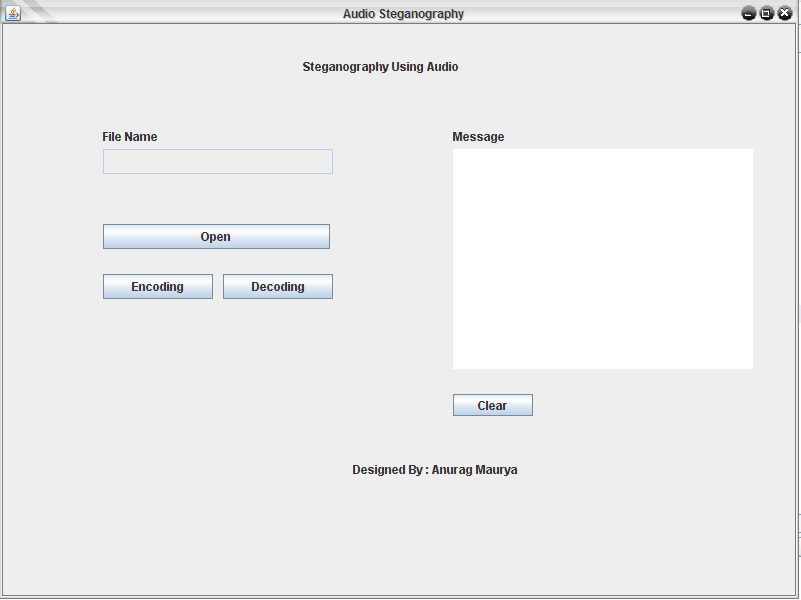 Audio Steganography
Steganography Using Audio
File Name
Message
Open
Encoding
Decoding
Clear
Designed By : Anurag Maurya